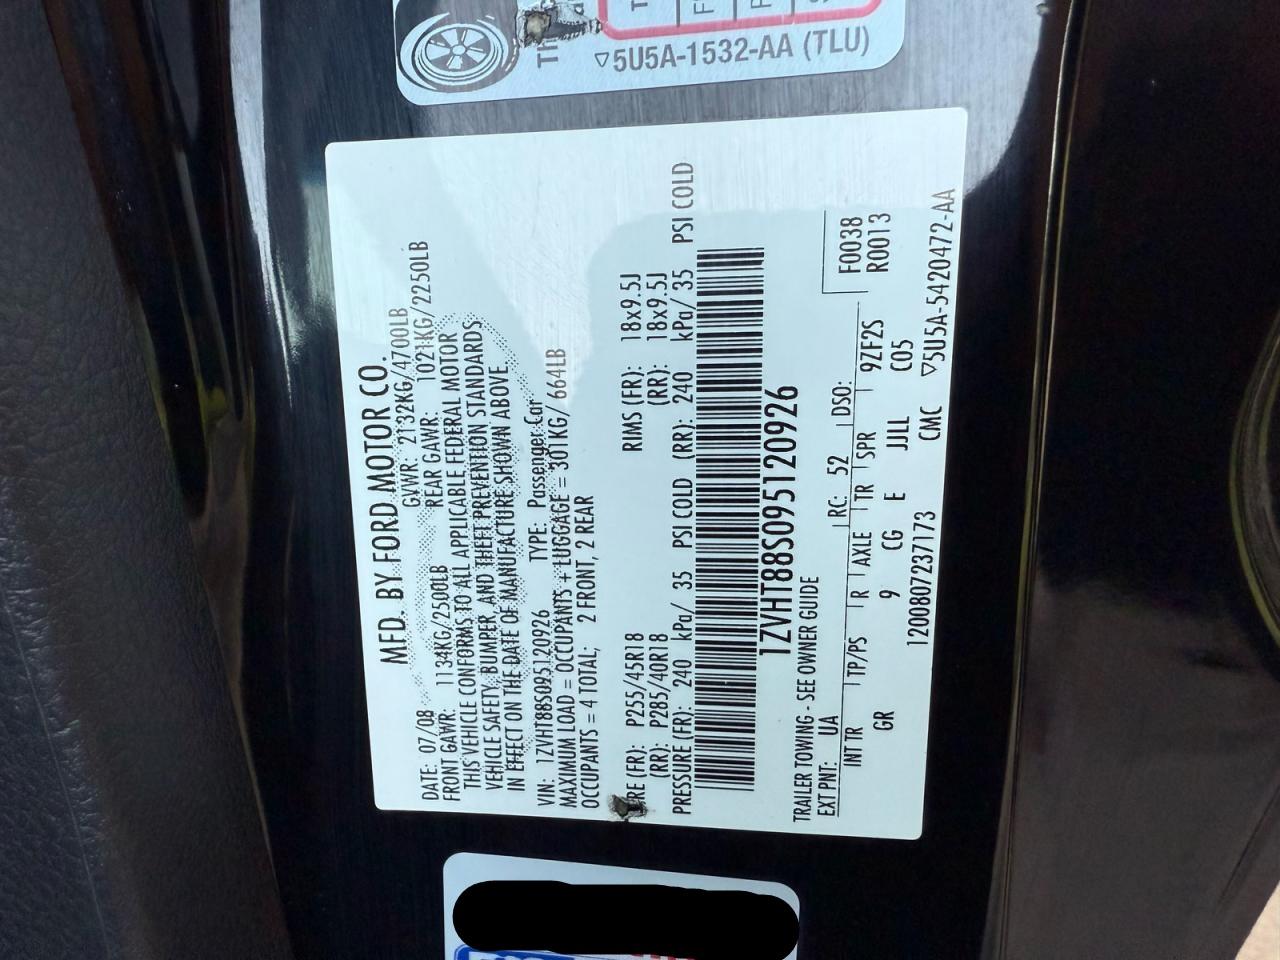 5U5A-1532-AA (TLU)
MFD. BY FORD MOTOR CO.
DATE: 07/08 GVWR: 2132KG/4700LB
FRONT GAWR: 1134KG/2500LB REAR GAWR: 1021KG/2250LB
THIS VEHICLE CONFORMS TO ALL APPLICABLE FEDERAL MOTOR
VEHICLE SAFETY, BUMPER, AND THEFT PREVENTION STANDARDS
IN EFFECT ON THE DATE OF MANUFACTURE SHOWN ABOVE.
VIN: 1ZVHT88S095120926 TYPE: Passenger Car
MAXIMUM LOAD = OCCUPANTS + LUGGAGE = 301KG/ 664LB
OCCUPANTS = 4 TOTAL; 2 FRONT, 2 REAR
RE (FR): P255/45R18 RIMS (FR): 18x9.5J
(RR): P285/40R18 (RR): 18x9.5J
PRESSURE (FR): 240 kPa/ 35 PSI COLD (RR): 240 kPa/ 35 PSI COLD
1ZVHT88S095120926
TRAILER TOWING - SEE OWNER GUIDE
EXT PNT: UA RC: 52 DSO: F0038
INT TR TP/PS R AXLE TR SPR 9ZF2S R0013
GR 9 CG E JJLL C05
12008072371​73 CMC ▽5U5A-5420472-AA